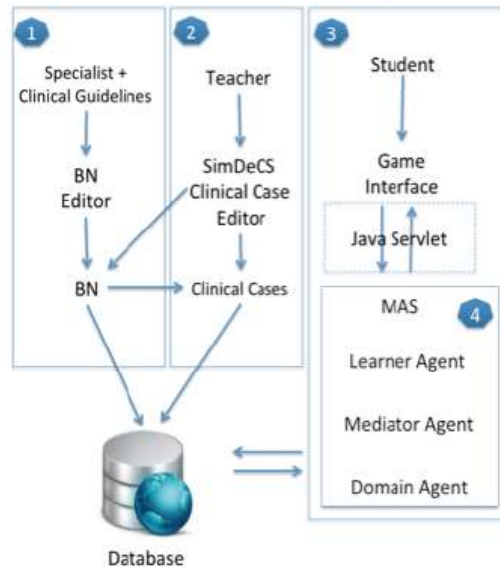 1
Specialist +
Clinical Guidelines
BN
Editor
BN
2
Teacher
SimDeCS
Clinical Case
Editor
Clinical Cases
3
Student
Game
Interface
Java Servlet
4
MAS
Learner Agent
Mediator Agent
Domain Agent
Database